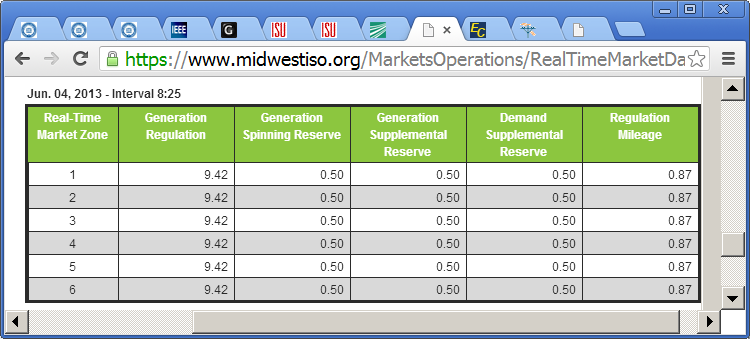 IEEE G ISU ISU EC
https://www.midwestiso.org/MarketsOperations/RealTimeMarketDa
Jun. 04, 2013 - Interval 8:25
Real-Time Market Zone Generation Regulation Generation Spinning Reserve Generation Supplemental Reserve Demand Supplemental Reserve Regulation Mileage
1 9.42 0.50 0.50 0.50 0.87
2 9.42 0.50 0.50 0.50 0.87
3 9.42 0.50 0.50 0.50 0.87
4 9.42 0.50 0.50 0.50 0.87
5 9.42 0.50 0.50 0.50 0.87
6 9.42 0.50 0.50 0.50 0.87